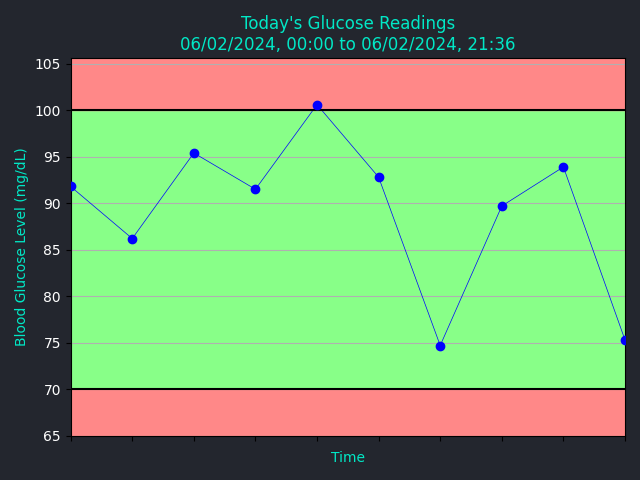 Today's Glucose Readings
06/02/2024, 00:00 to 06/02/2024, 21:36
105
100
95
90
85
80
75
70
65
Blood Glucose Level (mg/dL)
Time